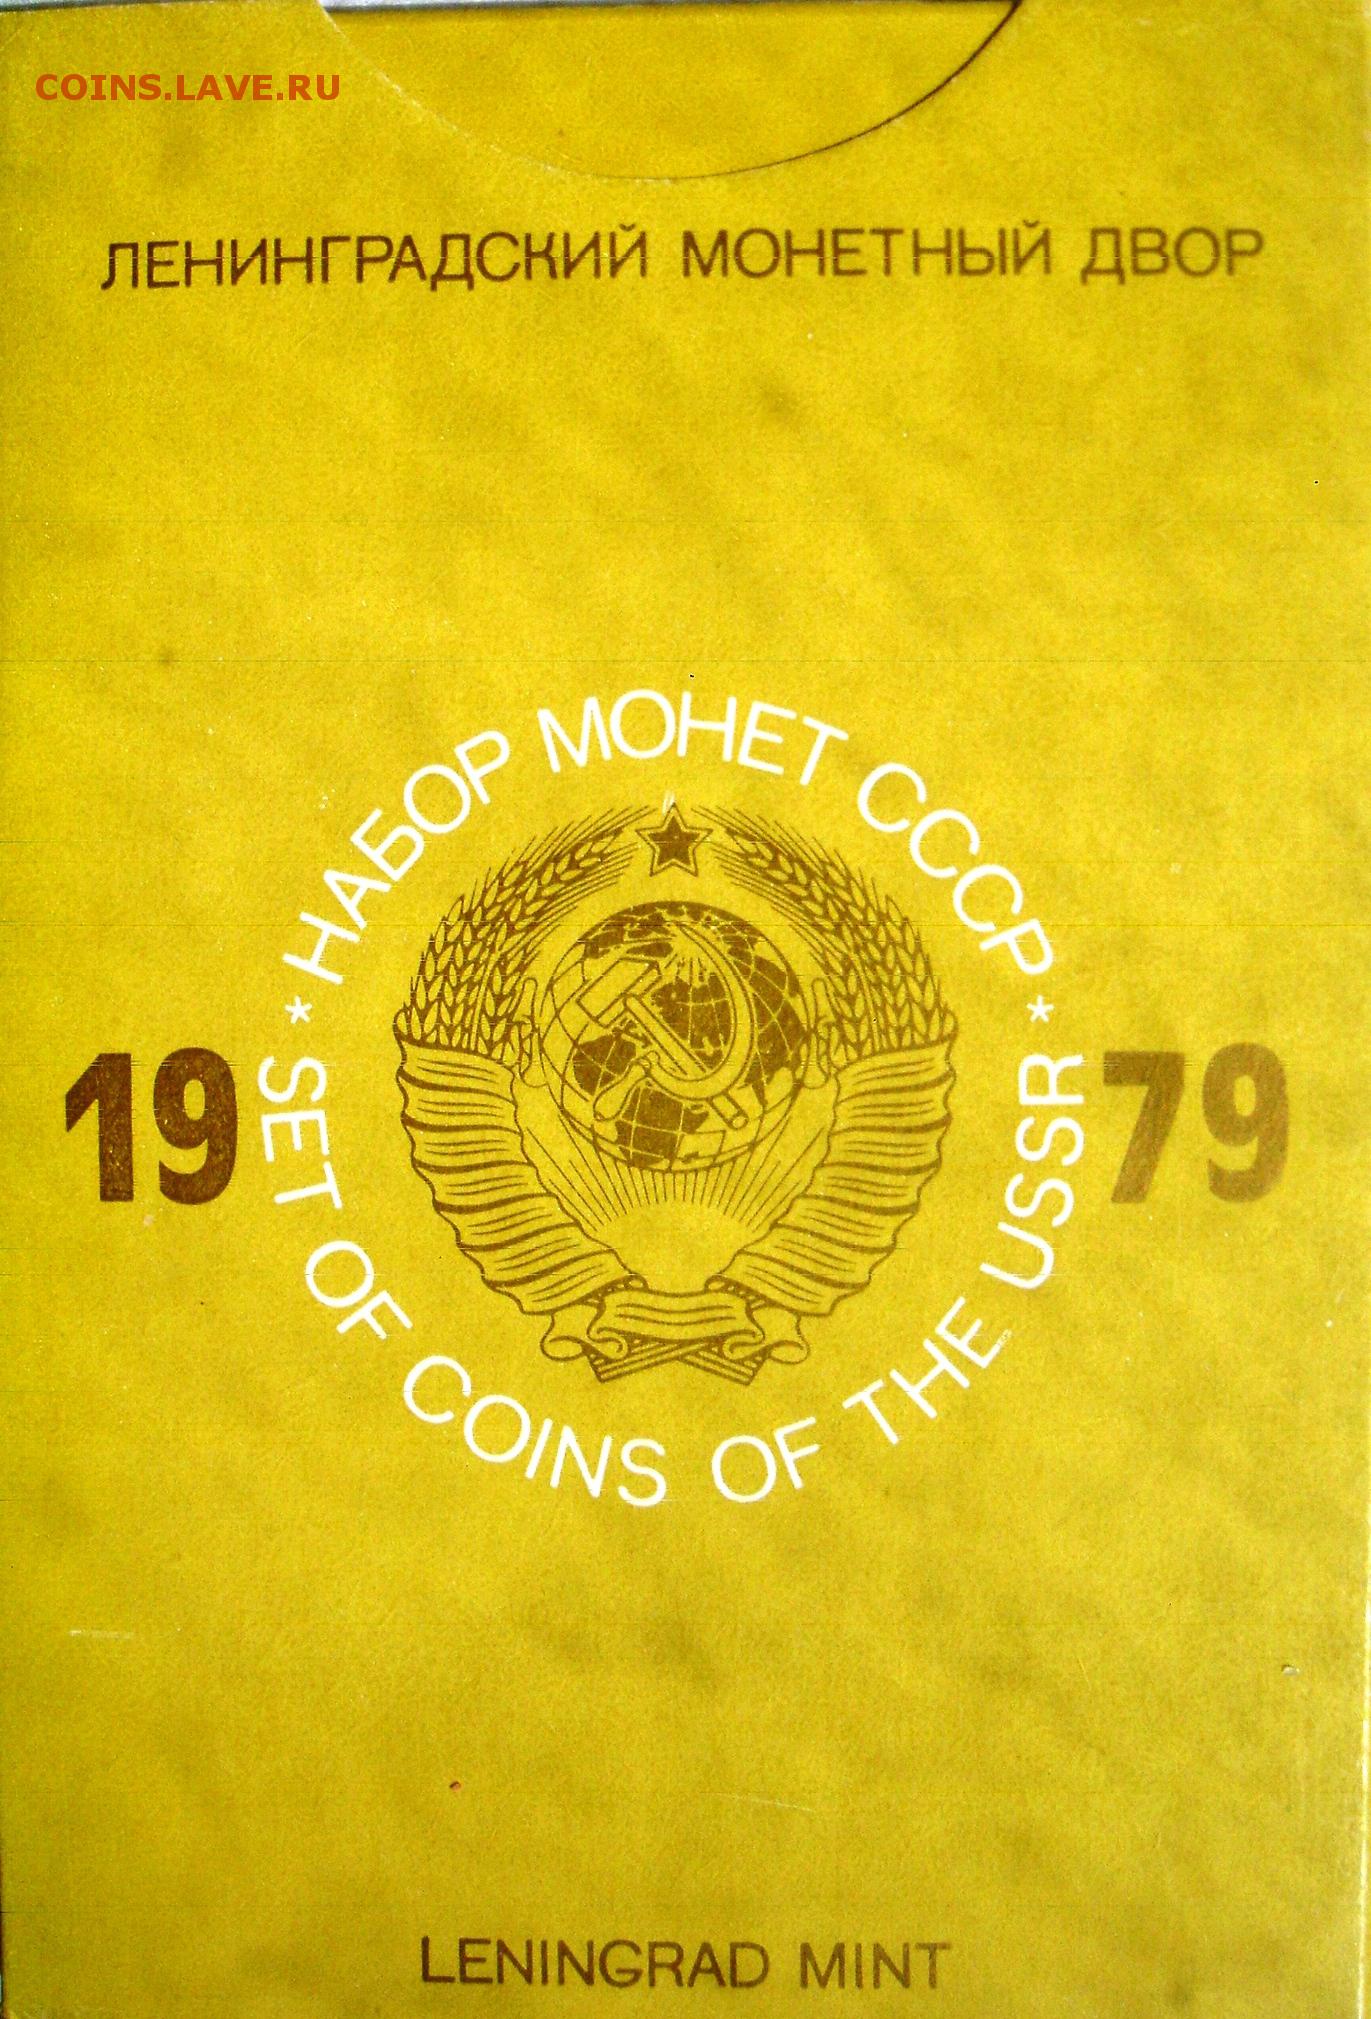 COINS.LAVE.RU
ЛЕНИНГРАДСКИЙ МОНЕТНЫЙ ДВОР
* НАБОР МОНЕТ СССР *
19 79
SET OF COINS OF THE USSR
LENINGRAD MINT